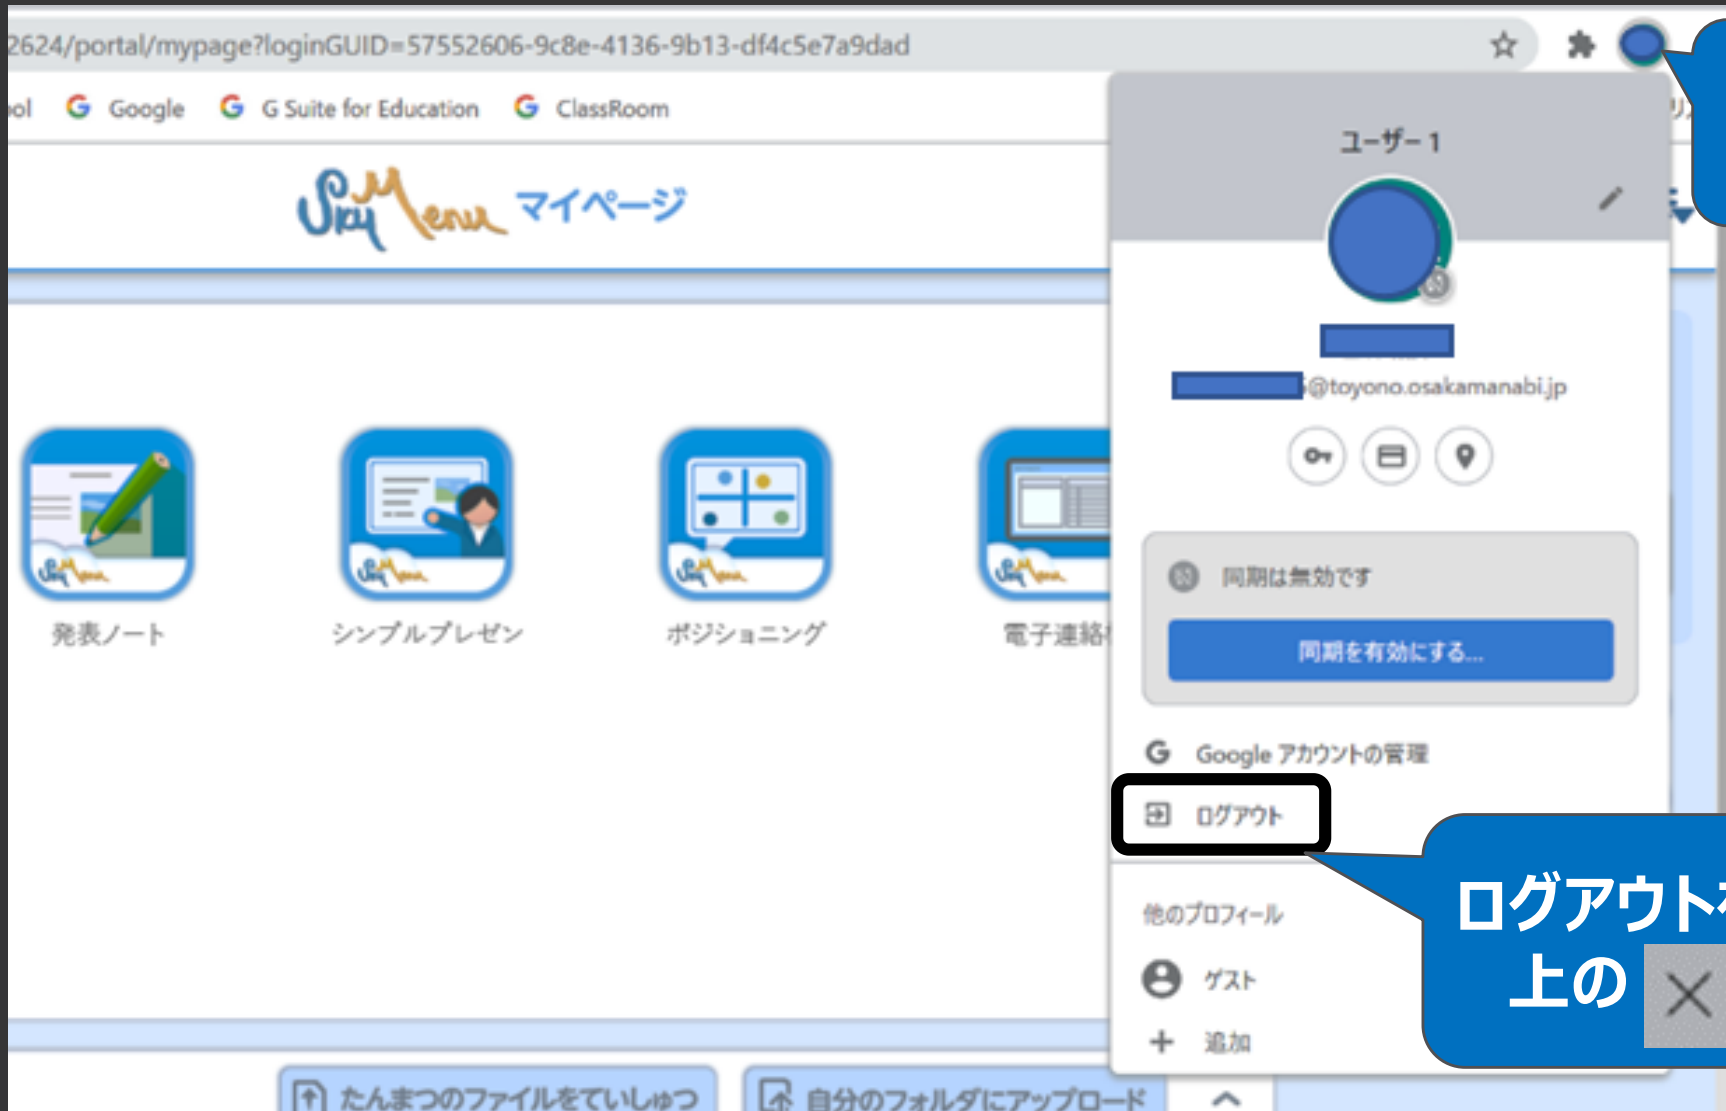 2624/portal/mypage?loginGUID=57552606-9c8e-4136-9b13-df4c5e7a9dad
ol Google G Suite for Education ClassRoom
SkyMenu マイページ
ユーザー 1
@toyono.osakamanabi.jp
同期は無効です
同期を有効にする...
発表ノート
シンプルプレゼン
ポジショニング
電子連絡
Google アカウントの管理
ログアウト
他のプロフィール
ゲスト
追加
ログアウト
上の
たんまつのファイルをていしゅつ
自分のフォルダにアップロード